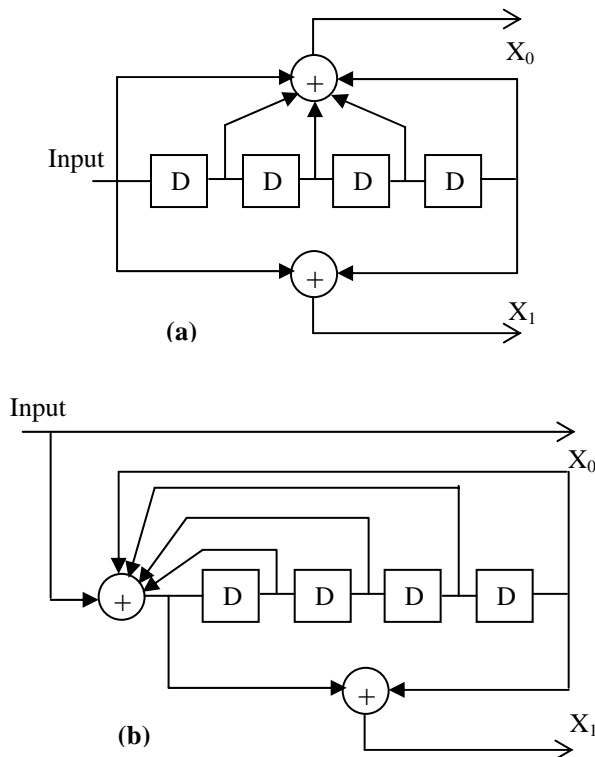 X₀
+
Input
D D D D
+
X₁
(a)
Input
X₀
D D D D
+
+
X₁
(b)